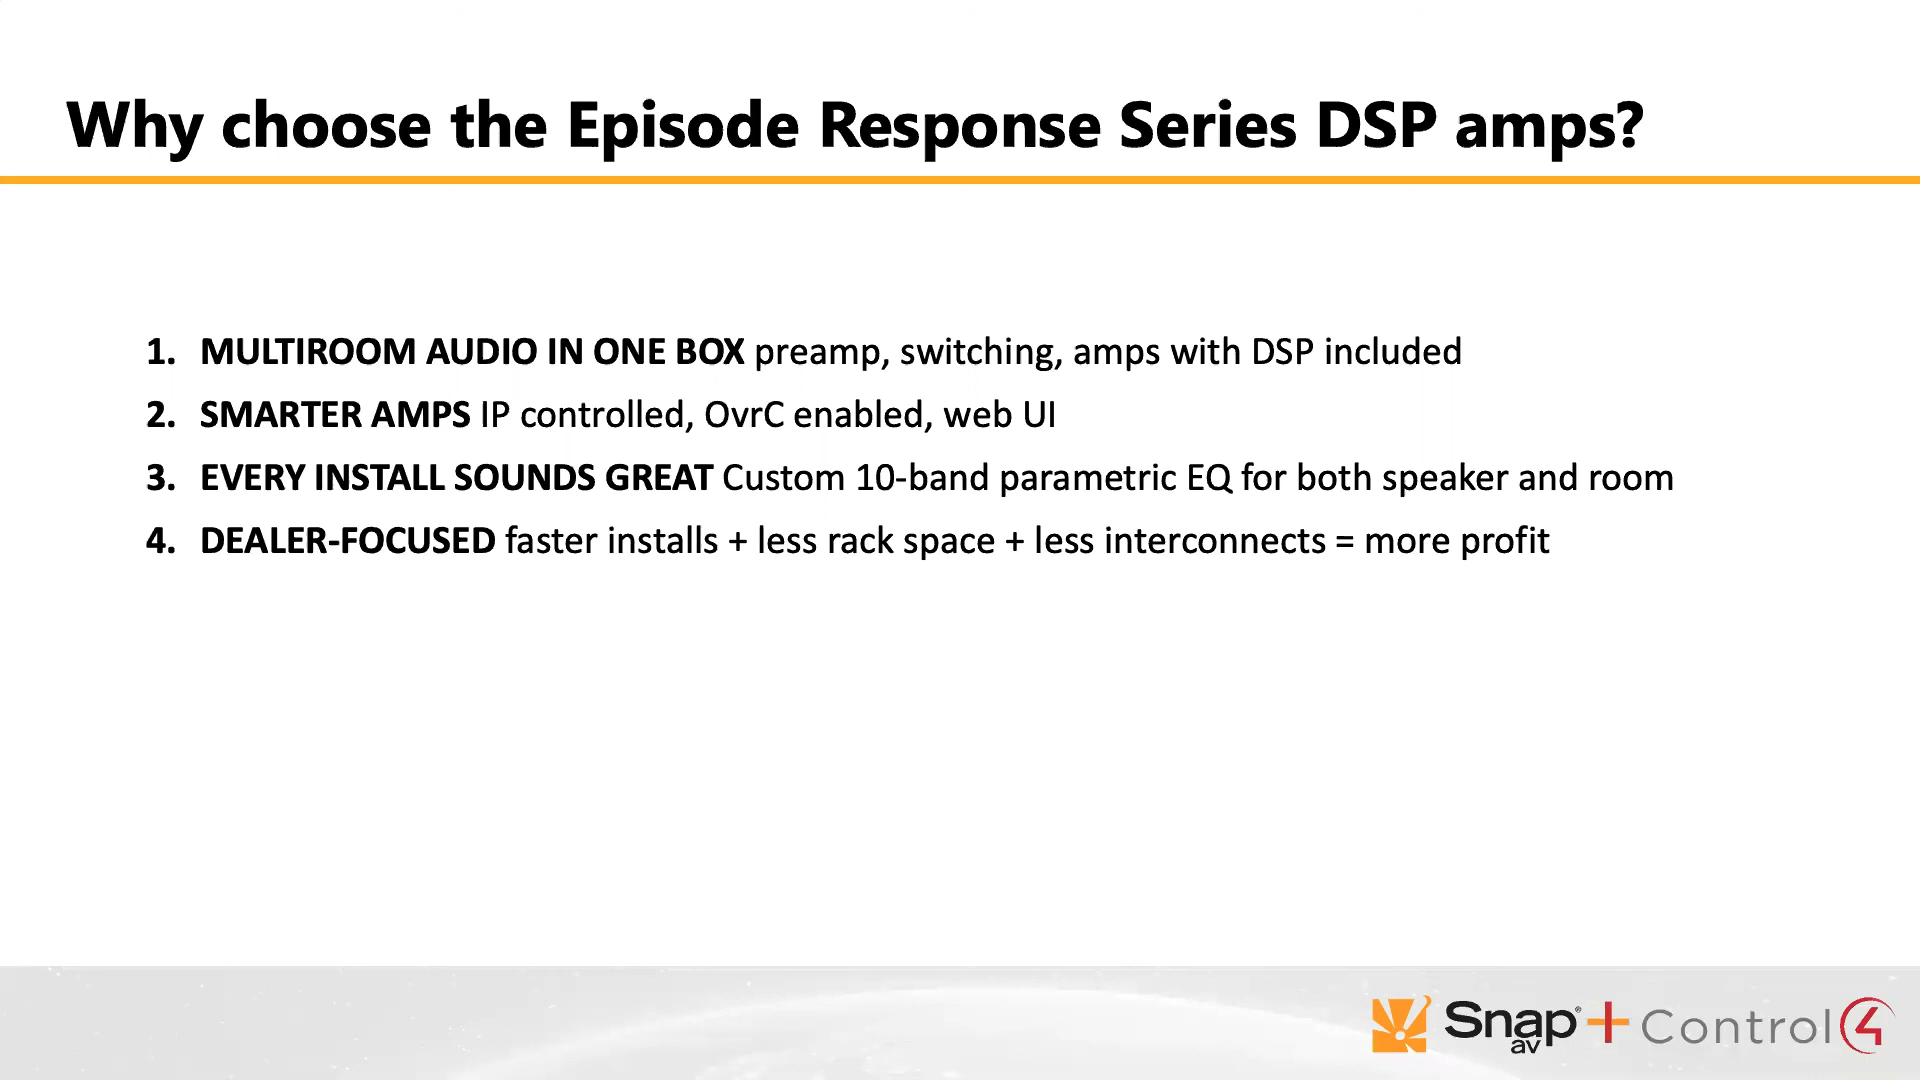 Why choose the Episode Response Series DSP amps?
1. MULTIROOM AUDIO IN ONE BOX preamp, switching, amps with DSP included
2. SMARTER AMPS IP controlled, OvrC enabled, web UI
3. EVERY INSTALL SOUNDS GREAT Custom 10-band parametric EQ for both speaker and room
4. DEALER-FOCUSED faster installs + less rack space + less interconnects = more profit
Snap® av + Control4